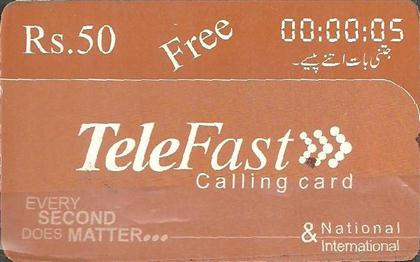 Rs.50
Free
00:00:05
جتنی بات اتنے پیسے۔
TeleFast
Calling card
EVERY
SECOND
DOES MATTER...
& National
International